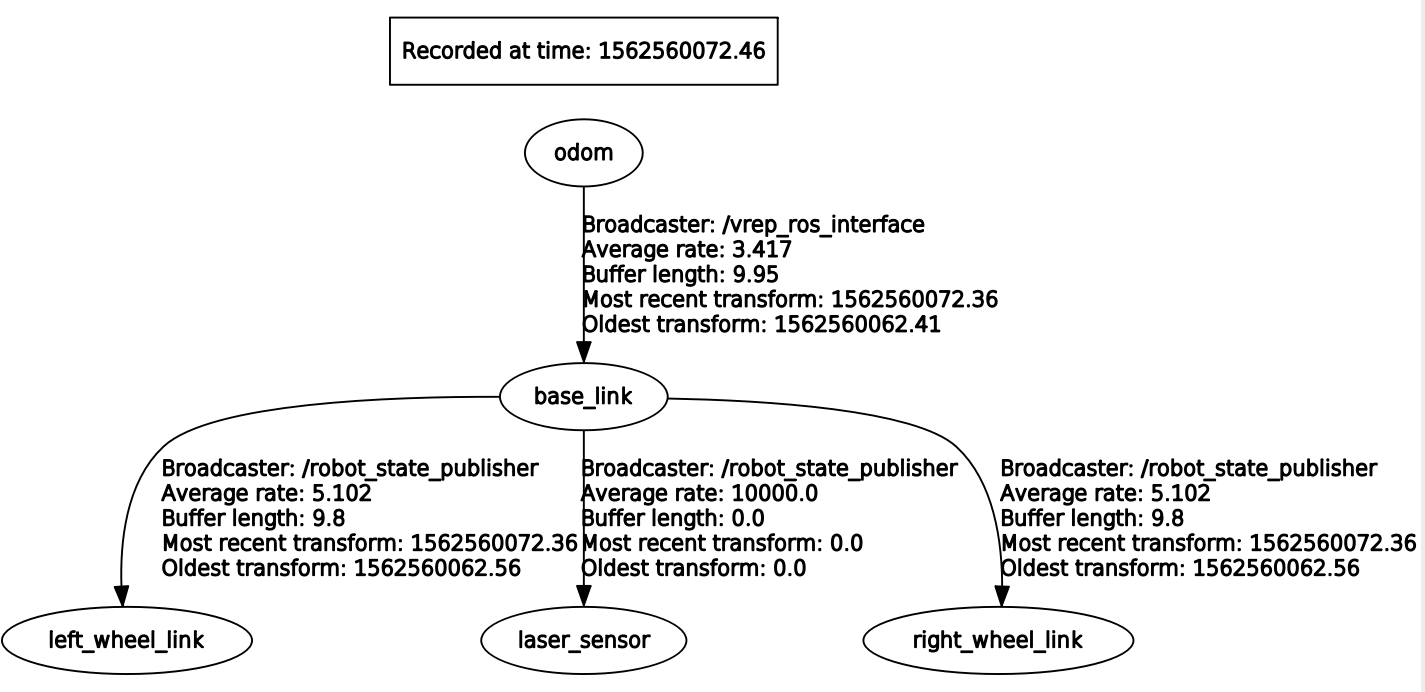 Recorded at time: 1562560072.46
odom
Broadcaster: /vrep_ros_interface
Average rate: 3.417
Buffer length: 9.95
Most recent transform: 1562560072.36
Oldest transform: 1562560062.41
base_link
Broadcaster: /robot_state_publisher
Average rate: 5.102
Buffer length: 9.8
Most recent transform: 1562560072.36
Oldest transform: 1562560062.56
Broadcaster: /robot_state_publisher
Average rate: 10000.0
Buffer length: 0.0
Most recent transform: 0.0
Oldest transform: 0.0
Broadcaster: /robot_state_publisher
Average rate: 5.102
Buffer length: 9.8
Most recent transform: 1562560072.36
Oldest transform: 1562560062.56
left_wheel_link
laser_sensor
right_wheel_link